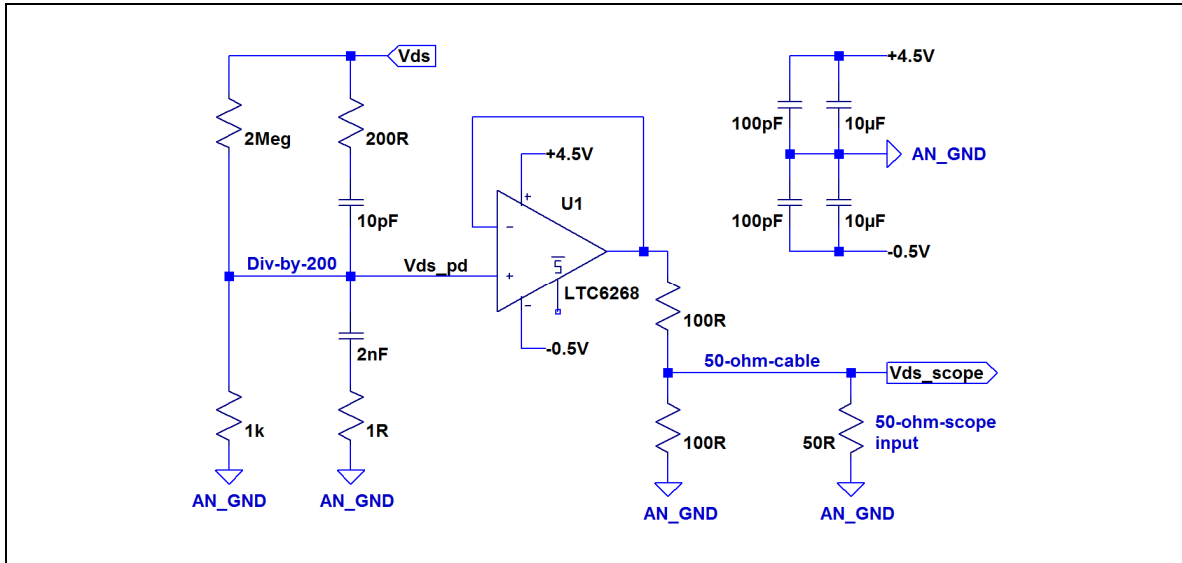 Vds
+4.5V
2Meg
200R
100pF
10µF
AN_GND
+4.5V
U1
10pF
100pF
10µF
Div-by-200
Vds_pd
-
+
+
-
S
LTC6268
-0.5V
100R
-0.5V
2nF
50-ohm-cable
Vds_scope
1k
1R
100R
50R
50-ohm-scope
input
AN_GND
AN_GND
AN_GND
AN_GND